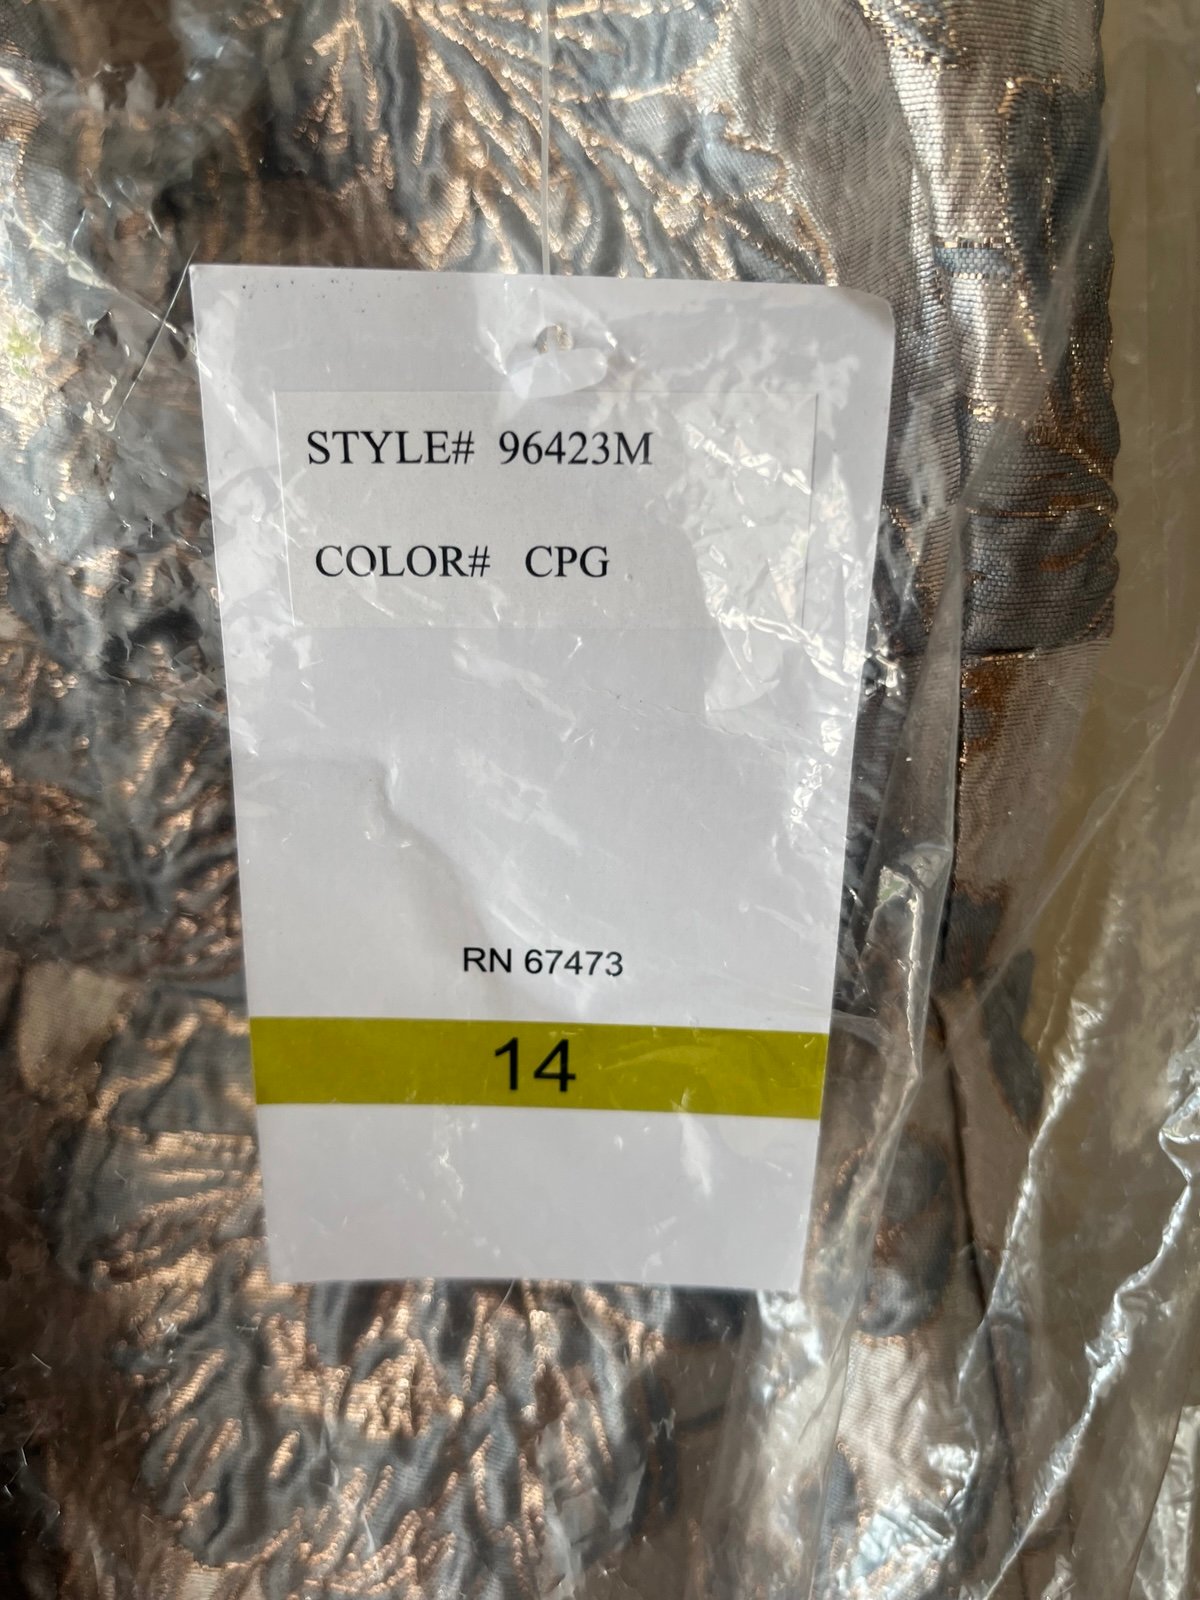 STYLE# 96423M
COLOR# CPG
RN 67473
14